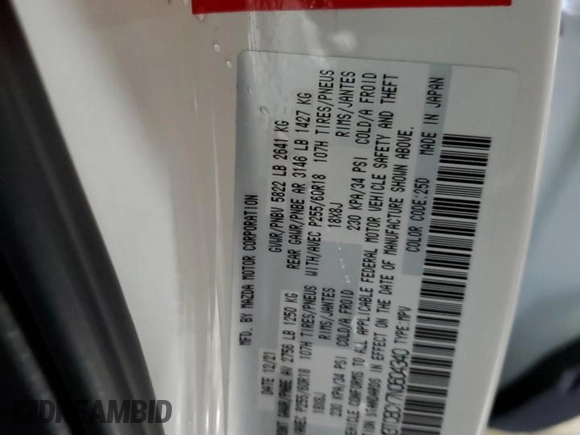 MFD. BY MAZDA MOTOR CORPORATION
DATE 12/21 GVWR/PNBV 5822 LB 2641 KG
FRONT GAWR/PNBE AV 2756 LB 1250 KG REAR GAWR/PNBE AR 3146 LB 1427 KG
P255/60R18 107H TIRES/PNEUS WITH/AVEC P255/60R18 107H TIRES/PNEUS
18X8J RIMS/JANTES 18X8J RIMS/JANTES
230 KPA/34 PSI COLD/A FROID 230 KPA/34 PSI COLD/A FROID
VEHICLE CONFORMS TO ALL APPLICABLE FEDERAL MOTOR VEHICLE SAFETY AND THEFT
STANDARDS IN EFFECT ON THE DATE OF MANUFACTURE SHOWN ABOVE.
TYPE:MPV COLOR CODE:25D MADE IN JAPAN
© Stat.vin
Expanding possibilities